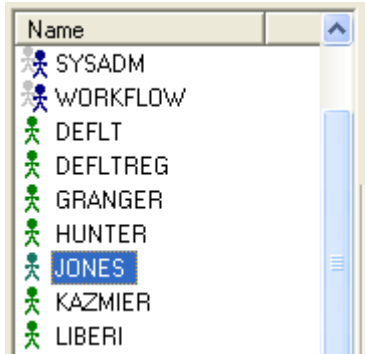 Name
SYSADM
WORKFLOW
DEFLT
DEFLTREG
GRANGER
HUNTER
JONES
KAZMIER
LIBERI